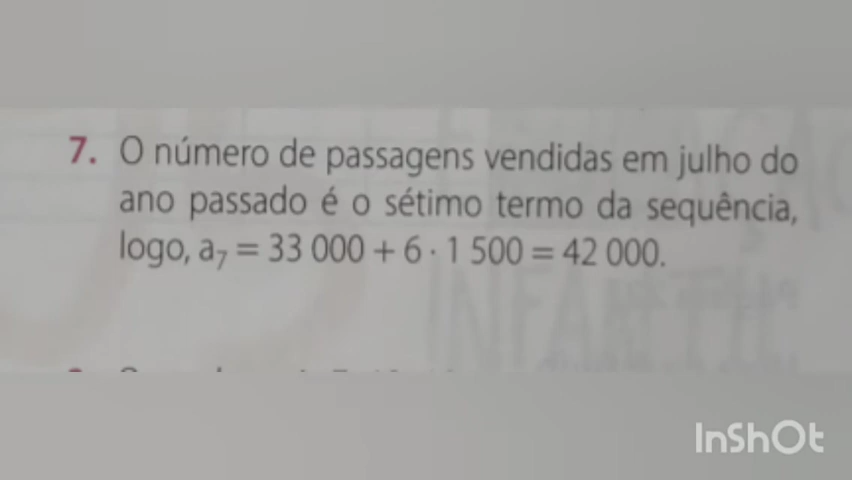 7. O número de passagens vendidas em julho do
ano passado é o sétimo termo da sequência,
logo, a₇ = 33 000 + 6 · 1 500 = 42 000.
INFANTIL
InShOt